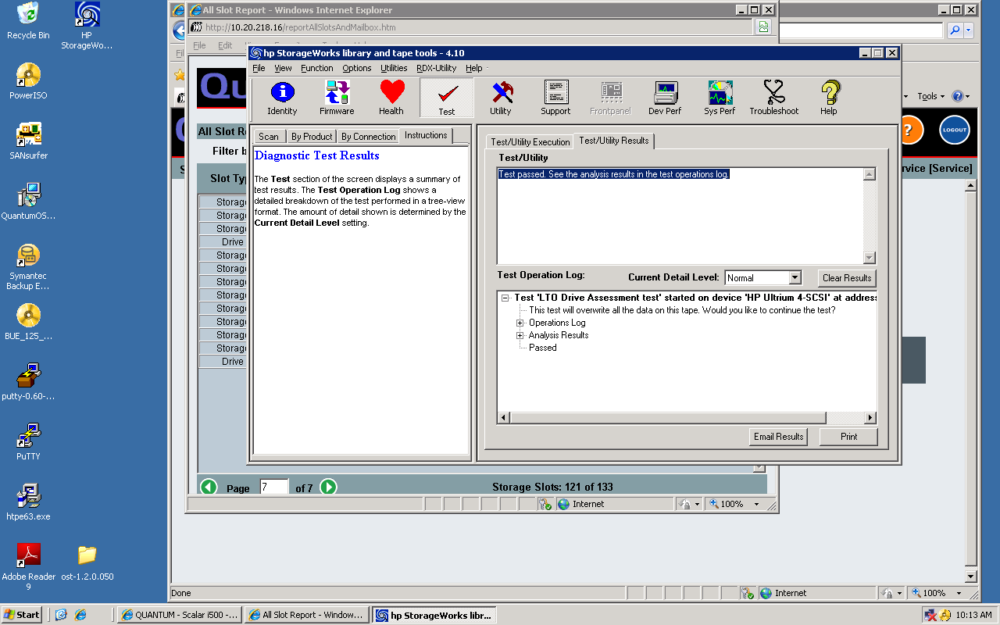 Recycle Bin
HP
StorageWo...
PowerISO
SANsurfer
QuantumOS...
Symantec
Backup E...
BUE_125_...
putty-0.60-...
PuTTY
htpe63.exe
Adobe Reader
9
ost-1.2.0.050
All Slot Report - Windows Internet Explorer
http://10.20.218.16/reportAllSlotsAndMailbox.htm
File Edit
Tools
LOGOUT
vice [Service]
Qu
All Slot R
Filter b
Slot Typ
Storage
Storage
Storage
Drive
Storage
Storage
Storage
Storage
Storage
Storage
Storage
Storage
Drive
Page 7 of 7
Storage Slots: 121 of 133
Internet
100%
hp StorageWorks library and tape tools - 4.10
File View Function Options Utilities RDX-Utility Help
Identity Firmware Health Test Utility Support Frontpanel Dev Perf Sys Perf Troubleshoot Help
Scan By Product By Connection Instructions
Diagnostic Test Results
The Test section of the screen displays a summary of
test results. The Test Operation Log shows a
detailed breakdown of the test performed in a tree-view
format. The amount of detail shown is determined by the
Current Detail Level setting.
Test/Utility Execution Test/Utility Results
Test/Utility
Test passed. See the analysis results in the test operations log.
Test Operation Log:
Current Detail Level: Normal
Clear Results
Test 'LTO Drive Assessment test' started on device 'HP Ultrium 4-SCSI' at address
This test will overwrite all the data on this tape. Would you like to continue the test?
Operations Log
Analysis Results
Passed
Email Results Print
Done
Internet
100%
Start
QUANTUM - Scalar i500 -...
All Slot Report - Window...
hp StorageWorks libr...
10:13 AM